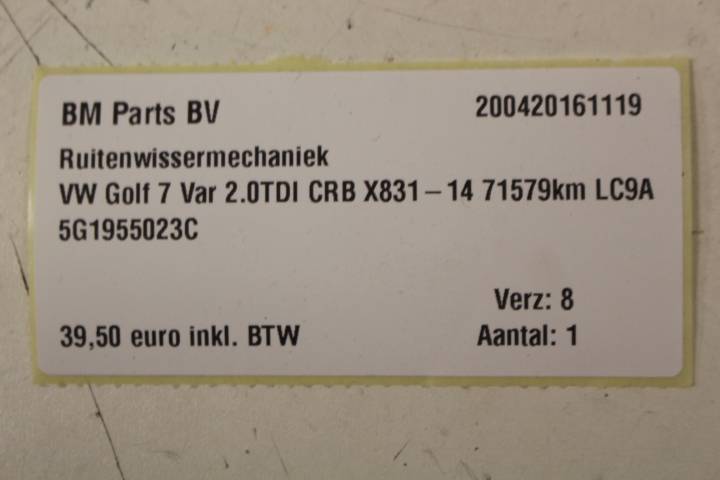 BM Parts BV 200420161119
Ruitenwissermechaniek
VW Golf 7 Var 2.0TDI CRB X831-14 71579km LC9A
5G1955023C
Verz: 8
39,50 euro inkl. BTW Aantal: 1